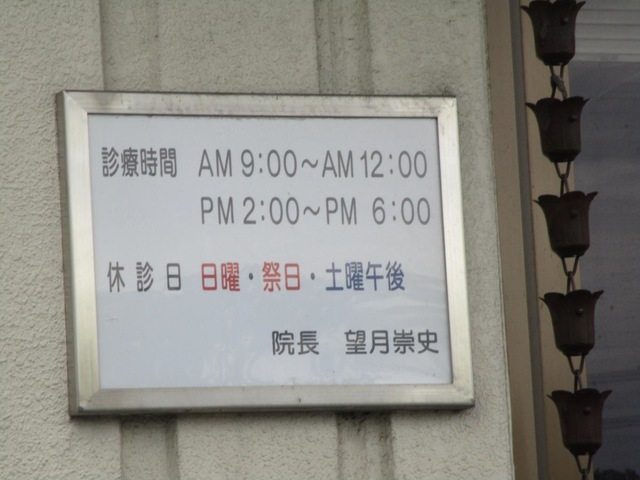 診療時間 AM 9:00〜AM 12:00
PM 2:00〜PM 6:00
休診日 日曜・祭日・土曜午後
院長 望月崇史